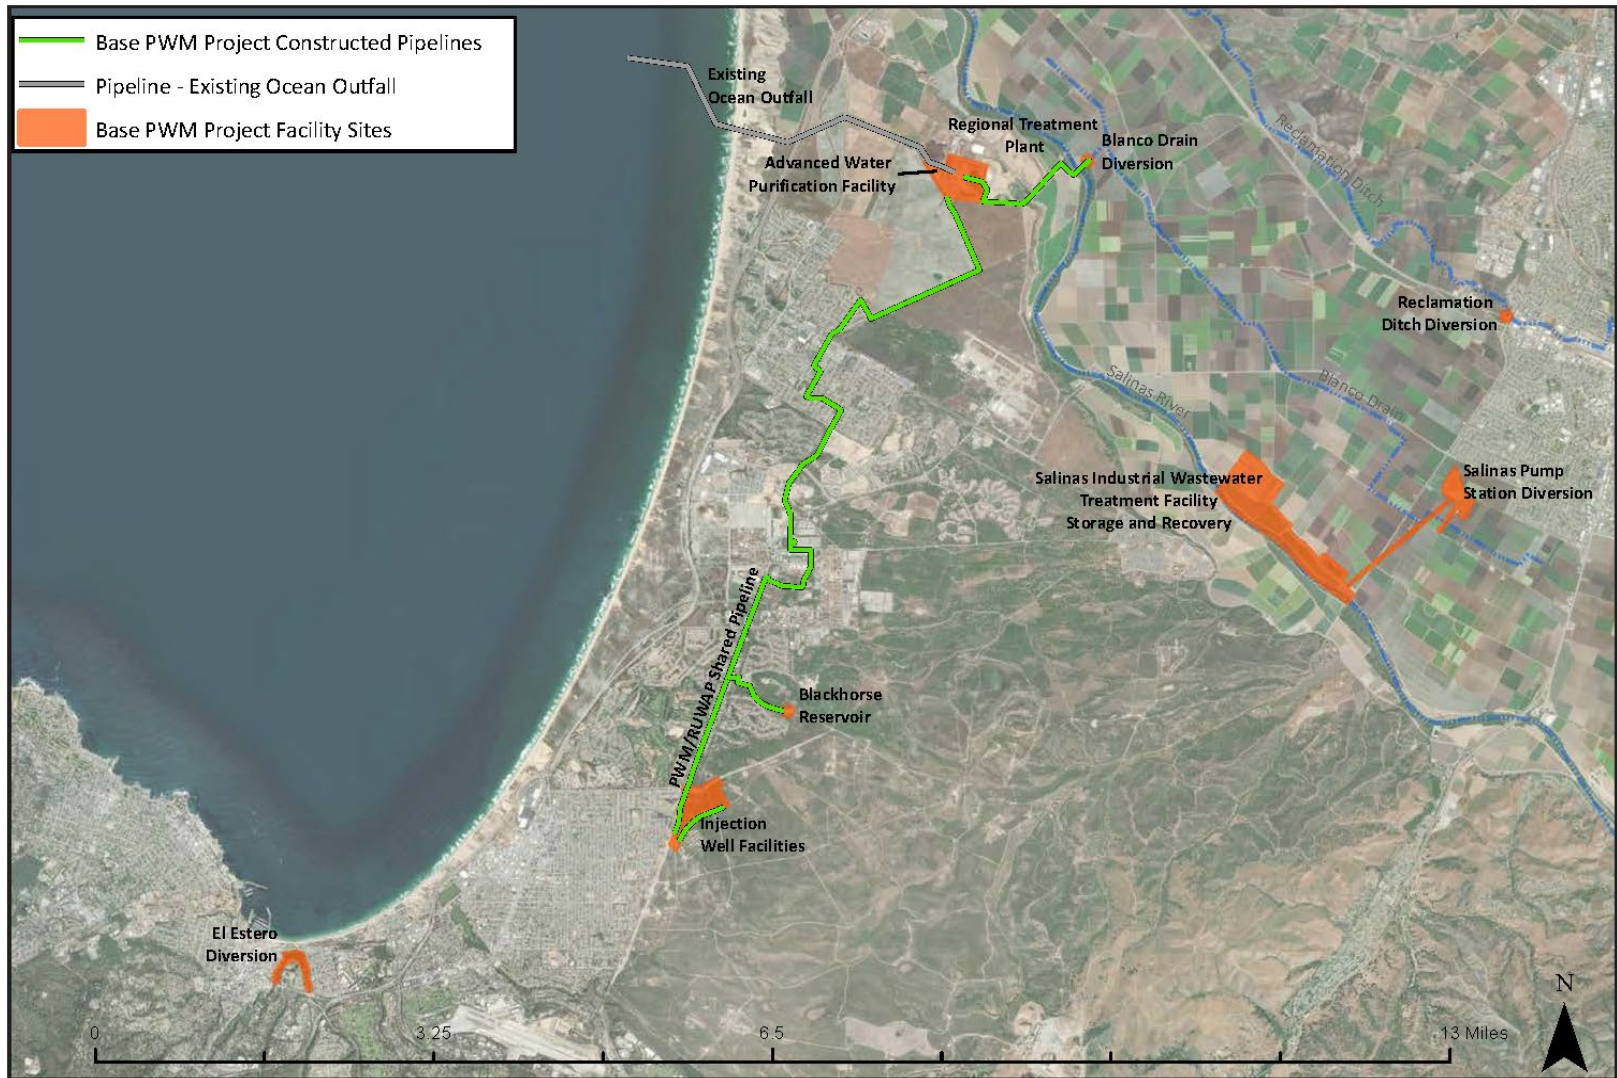 Base PWM Project Constructed Pipelines
Pipeline - Existing Ocean Outfall
Base PWM Project Facility Sites
Existing
Ocean Outfall
Regional Treatment
Plant
Blanco Drain
Diversion
Advanced Water
Purification Facility
Reclamation Ditch
Reclamation
Ditch Diversion
Salinas River
Blanco Drain
Salinas Industrial Wastewater
Treatment Facility
Storage and Recovery
Salinas Pump
Station Diversion
PWM/RUWAP Shared Pipeline
Blackhorse
Reservoir
Injection
Well Facilities
El Estero
Diversion
N
0
3.25
6.5
13 Miles